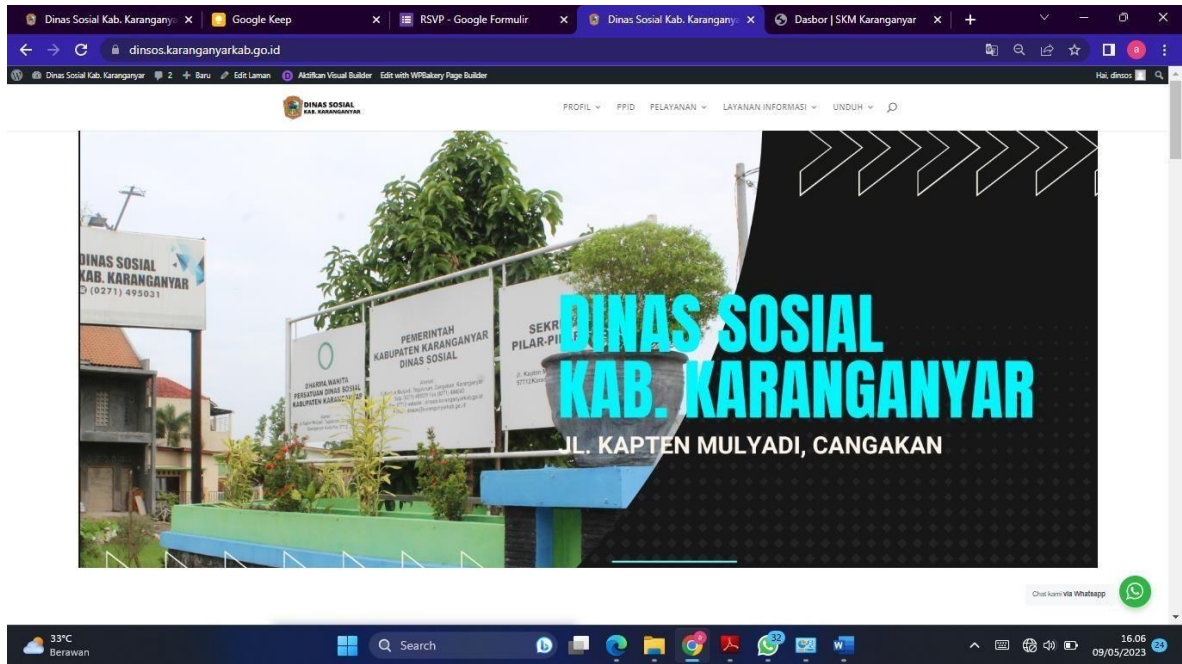 Dinas Sosial Kab. Karanganya
Google Keep
RSVP - Google Formulir
Dinas Sosial Kab. Karanganya
Dasbor | SKM Karanganyar
dinsos.karanganyarkab.go.id
a
Dinas Sosial Kab. Karanganyar 2 + Baru Edit Laman Aktifkan Visual Builder Edit with WPBakery Page Builder
Hai, dinsos
DINAS SOSIAL
KAB. KARANGANYAR
PROFIL PPID PELAYANAN LAYANAN INFORMASI UNDUH
DINAS SOSIAL
KAB. KARANGANYAR
(0271) 495031
DHARMA WANITA
PERSATUAN DINAS SOSIAL
KABUPATEN KARANGANYAR
PEMERINTAH
KABUPATEN KARANGANYAR
DINAS SOSIAL
SEKR
PILAR-PI
DINAS SOSIAL
KAB. KARANGANYAR
JL. KAPTEN MULYADI, CANGAKAN
Chat kami via Whatsapp
33°C
Berawan
Search
32
16.06
09/05/2023
24